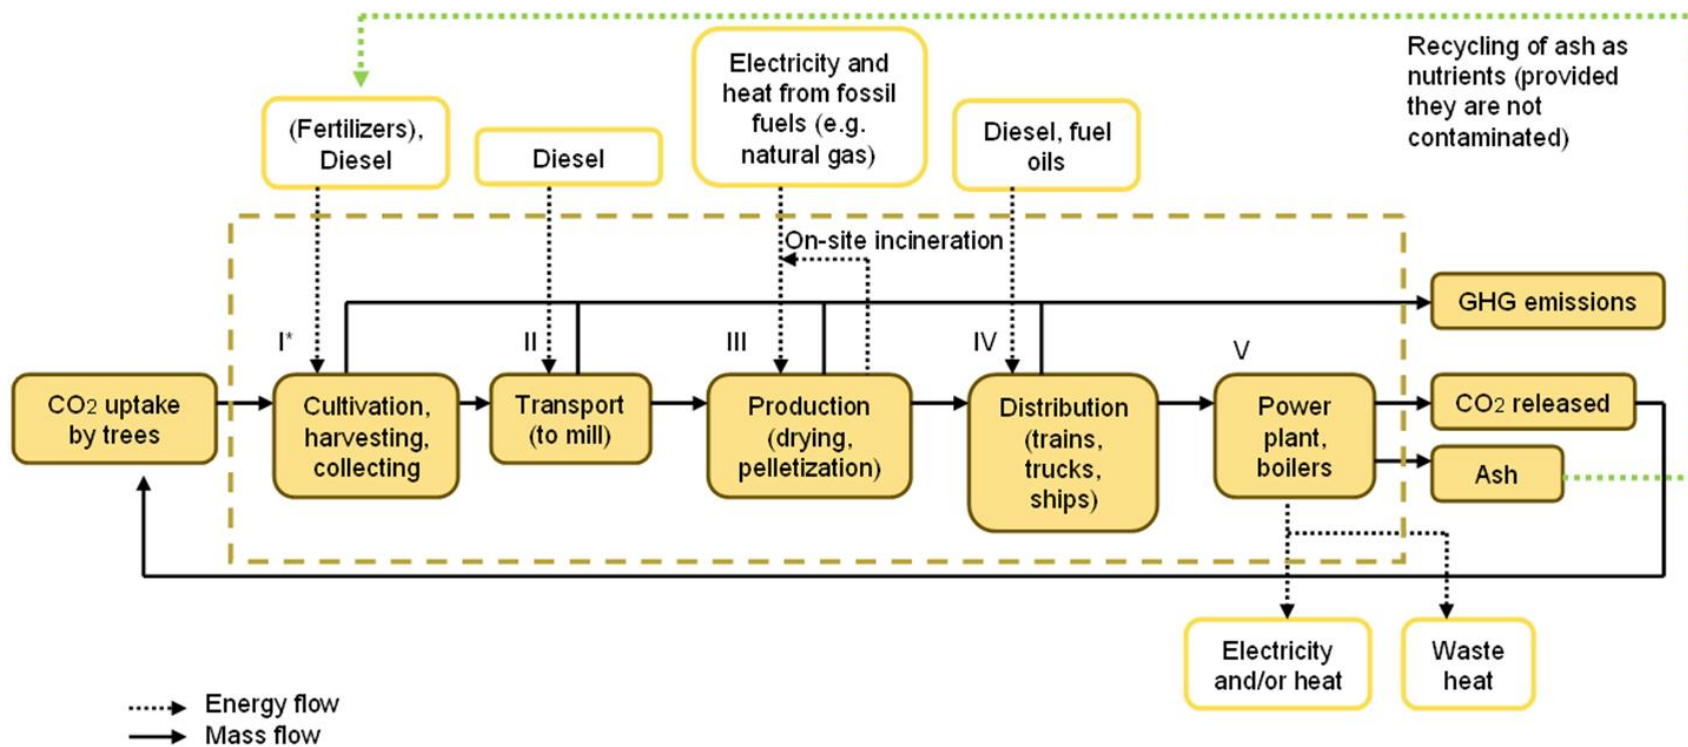 Recycling of ash as
nutrients (provided
they are not
contaminated)
(Fertilizers),
Diesel
Diesel
Electricity and
heat from fossil
fuels (e.g.
natural gas)
Diesel, fuel
oils
On-site incineration
GHG emissions
I*
II
III
IV
V
CO2 uptake
by trees
Cultivation,
harvesting,
collecting
Transport
(to mill)
Production
(drying,
pelletization)
Distribution
(trains,
trucks,
ships)
Power
plant,
boilers
CO2 released
Ash
Electricity
and/or heat
Waste
heat
Energy flow
Mass flow